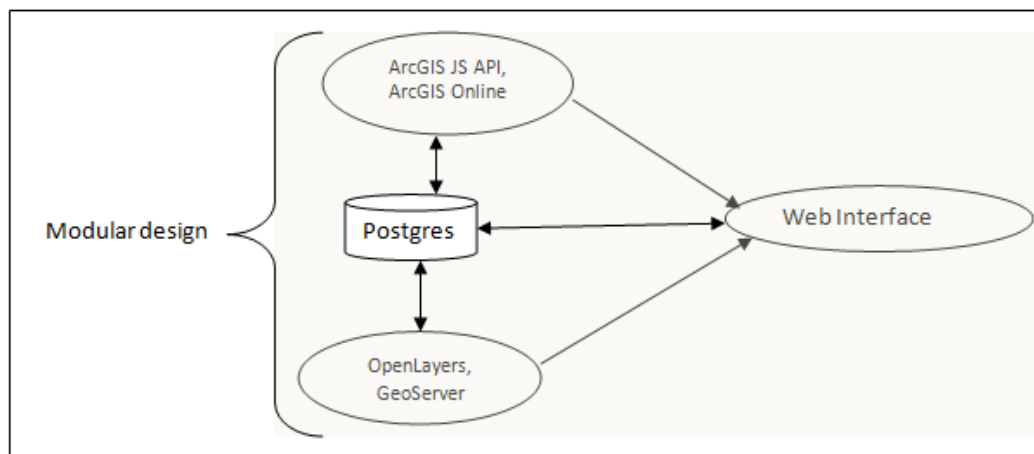 ArcGIS JS API,
ArcGIS Online
Modular design
Postgres
Web Interface
OpenLayers,
GeoServer